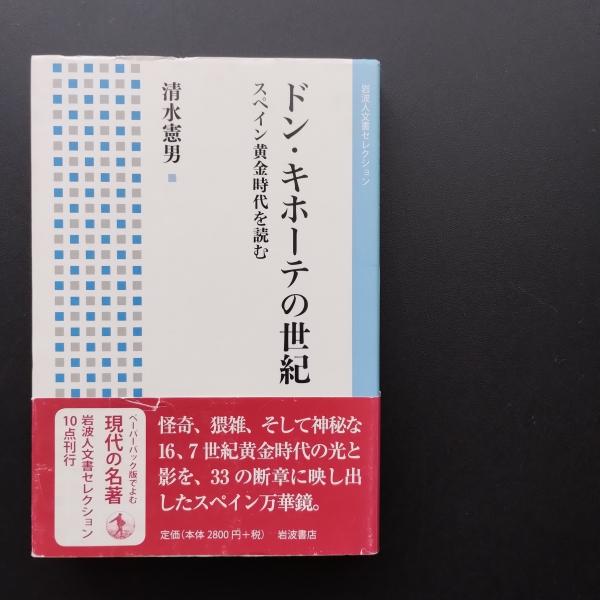 岩波人文書セレクション
ドン・キホーテの世紀
スペイン黄金時代を読む
清水憲男
怪奇、猥雑、そして神秘な
16、7世紀黄金時代の光と
影を、33の断章に映し出
したスペイン万華鏡。
定価(本体2800円+税) 岩波書店
ペーパーバック版でよむ
現代の名著
岩波人文書セレクション
10点刊行